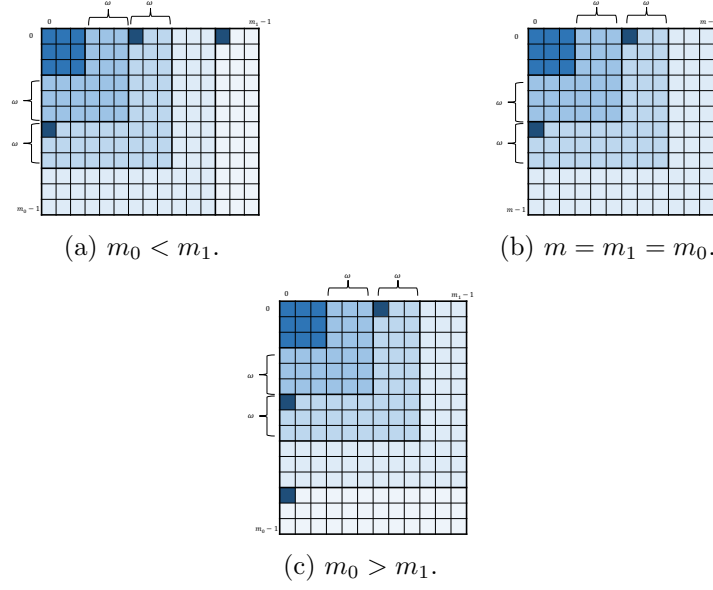 ω ω
0 m₁−1
0
ω
ω
m₀−1
(a) m₀ < m₁.
ω ω
0 m−
0
ω
ω
m−1
(b) m = m₁ = m₀.
ω ω
0 m₁−1
0
ω
ω
m₀−1
(c) m₀ > m₁.